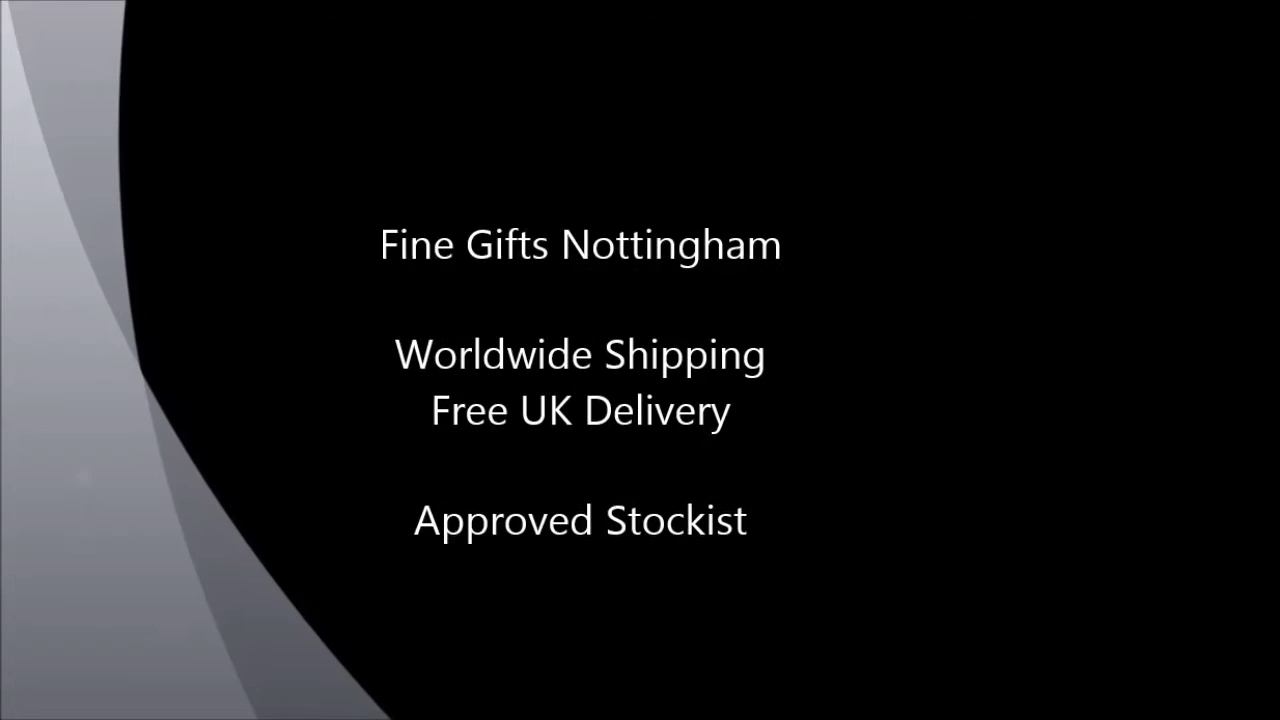 Fine Gifts Nottingham
Worldwide Shipping
Free UK Delivery
Approved Stockist